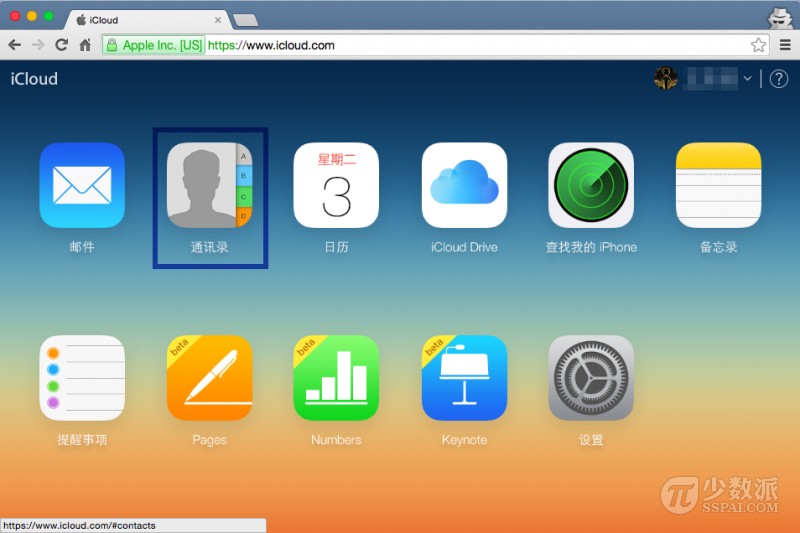 iCloud
Apple Inc. [US]
https://www.icloud.com
iCloud
?
A
B
C
D
星期二
3
邮件
通讯录
日历
iCloud Drive
查找我的 iPhone
备忘录
beta
beta
beta
提醒事项
Pages
Numbers
Keynote
设置
少数派
SSPAI.COM
https://www.icloud.com/#contacts